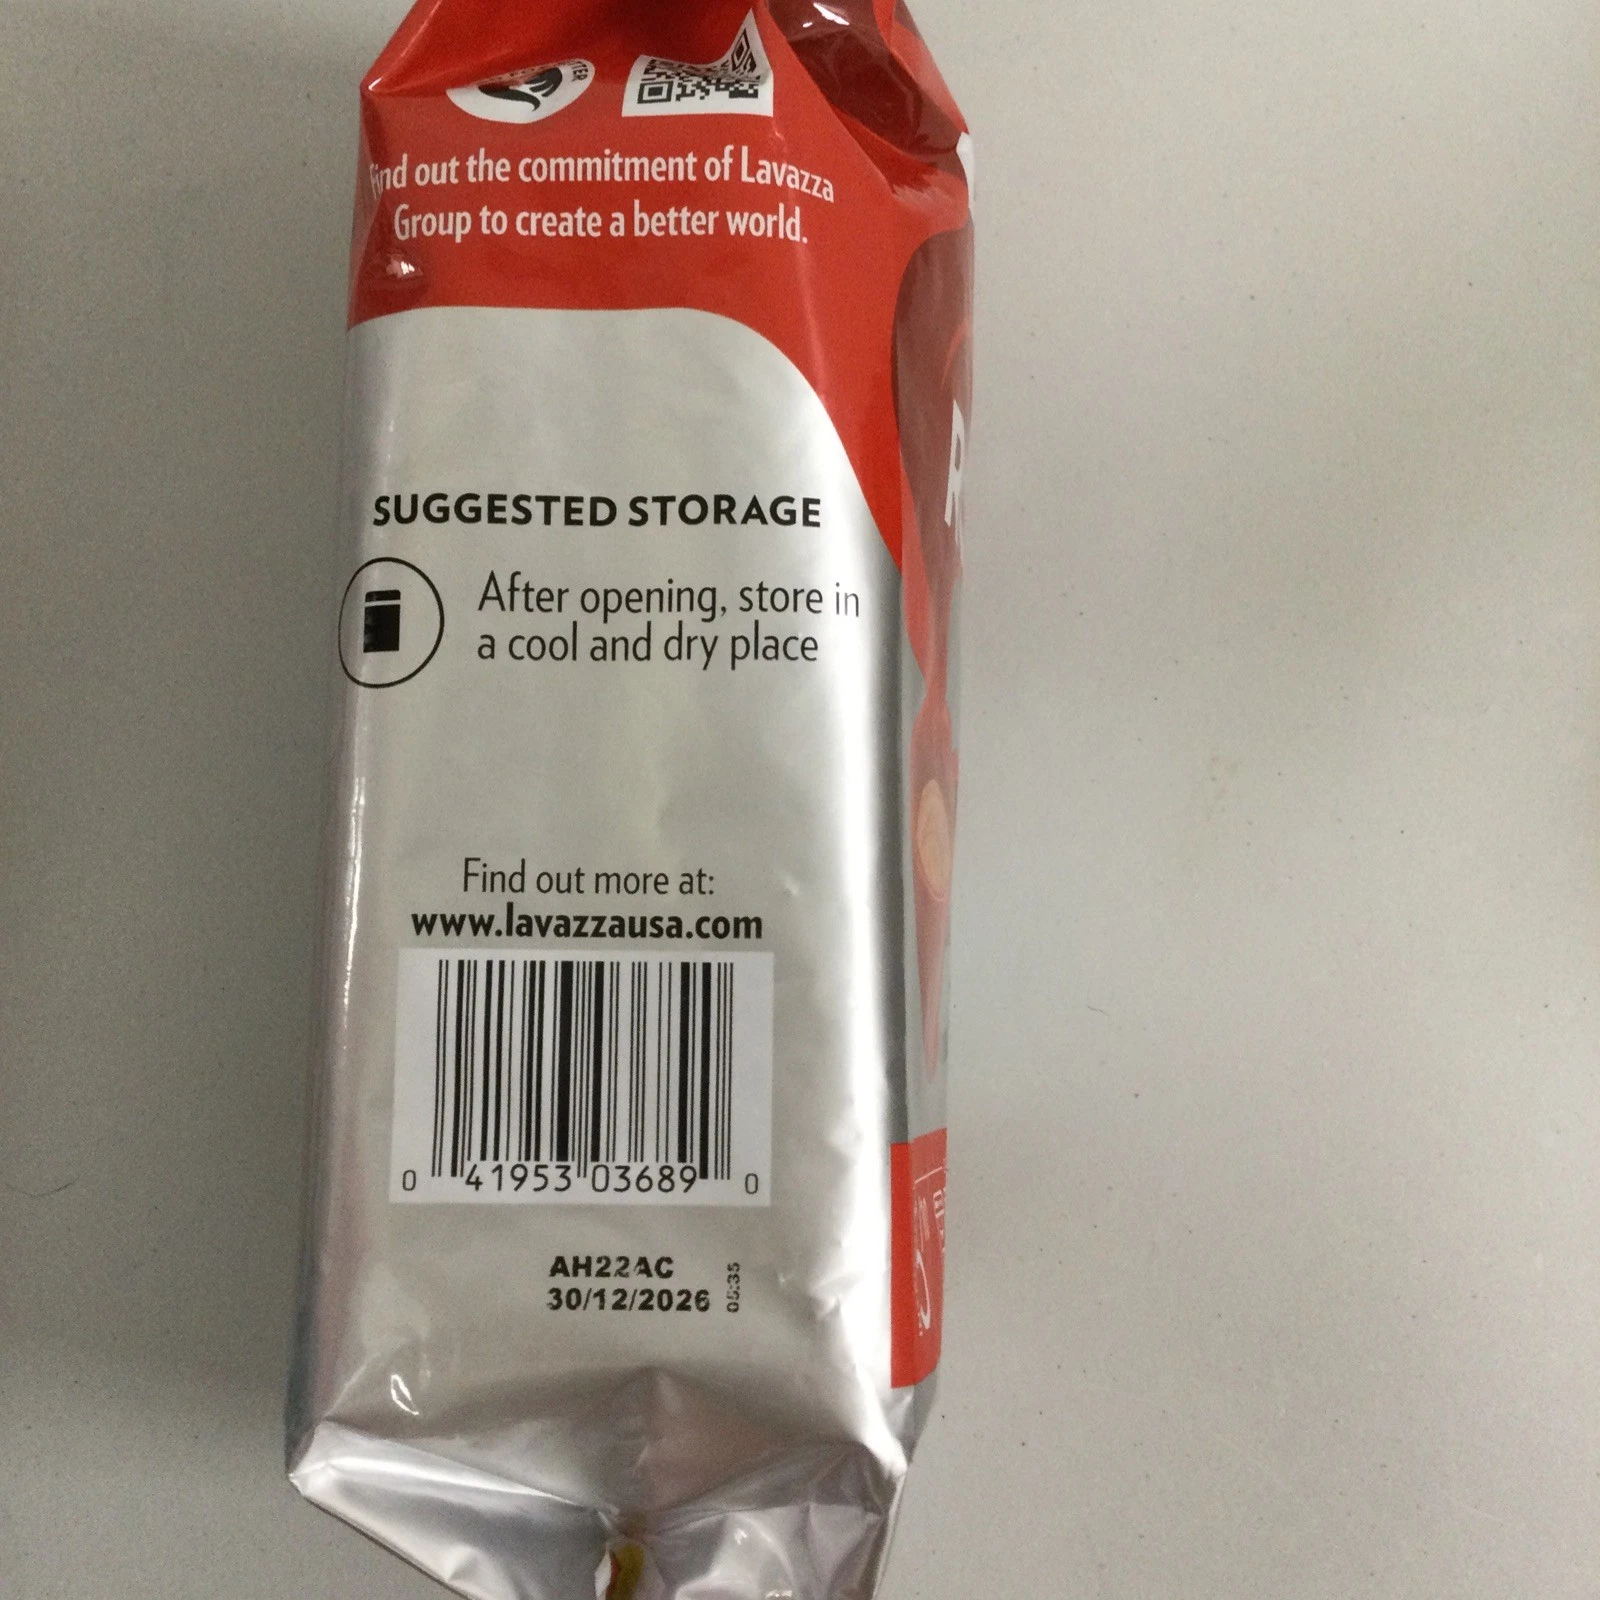 Find out the commitment of Lavazza
Group to create a better world.
SUGGESTED STORAGE
After opening, store in
a cool and dry place
Find out more at:
www.lavazzausa.com
0 41953 03689 0
AH22AC
30/12/2026
05:35